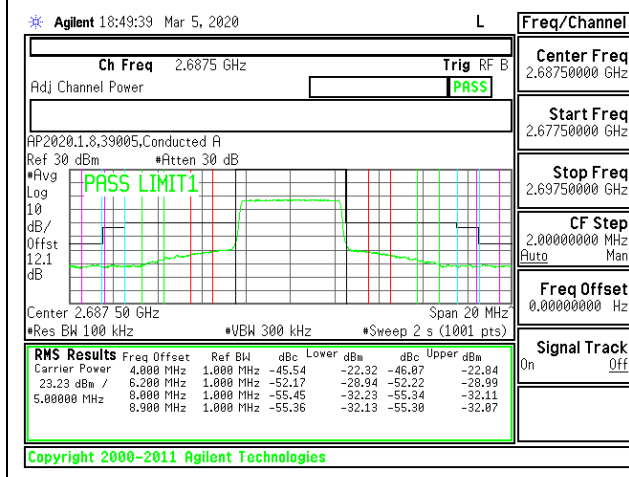 Agilent 18:49:39 Mar 5, 2020 L
Freq/Channel
Ch Freq 2.6875 GHz Trig RF B
Adj Channel Power PASS
Center Freq
2.68750000 GHz
Start Freq
2.67750000 GHz
Stop Freq
2.69750000 GHz
CF Step
2.00000000 MHz
Auto Man
Freq Offset
0.00000000 Hz
Signal Track
On Off
AP2020.1.8,39005,Conducted A
Ref 30 dBm #Atten 30 dB
#Avg
Log
10
dB/
Offst
12.1
dB
PASS LIMIT1
Center 2.687 50 GHz Span 20 MHz^
#Res BW 100 kHz #VBW 300 kHz #Sweep 2 s (1001 pts)
RMS Results Freq Offset Ref BW dBc Lower dBm dBc Upper dBm
Carrier Power 4.000 MHz 1.000 MHz -45.54 -22.32 -46.07 -22.84
23.23 dBm / 6.200 MHz 1.000 MHz -52.17 -28.94 -52.22 -28.99
5.00000 MHz 8.000 MHz 1.000 MHz -55.45 -32.23 -55.34 -32.11
8.900 MHz 1.000 MHz -55.36 -32.13 -55.30 -32.07
Copyright 2000-2011 Agilent Technologies